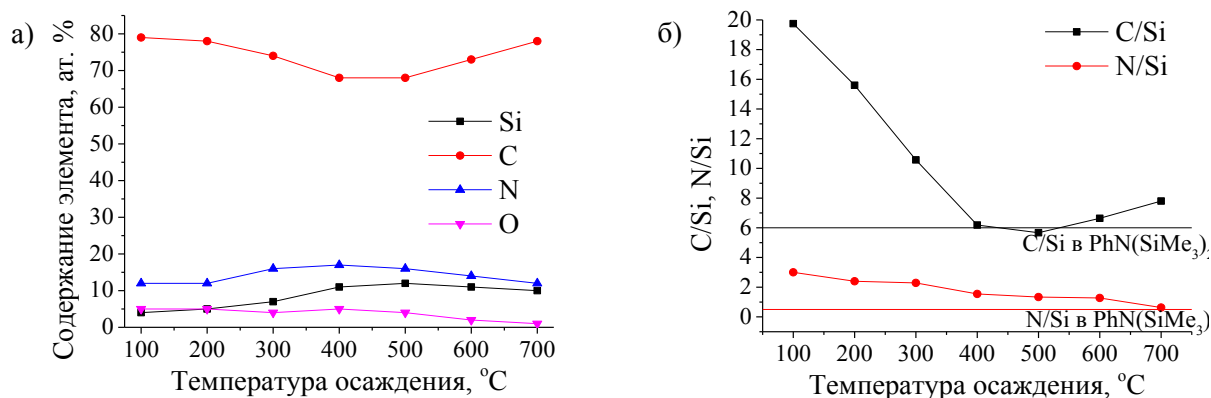 а)
Содержание элемента, ат. %
80
70
60
50
40
30
20
10
0
Si
C
N
O
100 200 300 400 500 600 700
Температура осаждения, °C
б)
C/Si, N/Si
20
18
16
14
12
10
8
6
4
2
0
C/Si
N/Si
C/Si в PhN(SiMe3)2
N/Si в PhN(SiMe3)
100 200 300 400 500 600 700
Температура осаждения, °C